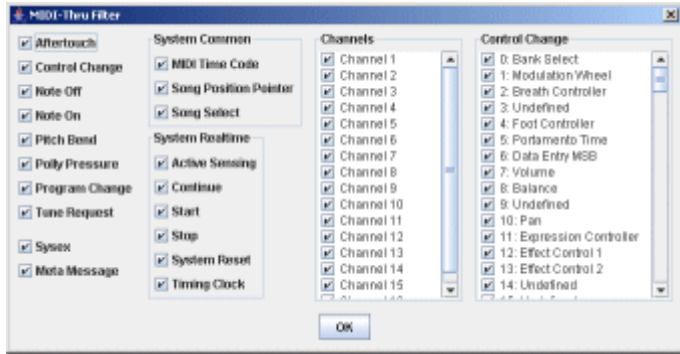 MIDI-Thru Filter
Aftertouch
Control Change
Note Off
Note On
Pitch Bend
Polly Pressure
Program Change
Tune Request
Sysex
Meta Message
System Common
MIDI Time Code
Song Position Pointer
Song Select
System Realtime
Active Sensing
Continue
Start
Stop
System Reset
Timing Clock
Channels
Channel 1
Channel 2
Channel 3
Channel 4
Channel 5
Channel 6
Channel 7
Channel 8
Channel 9
Channel 10
Channel 11
Channel 12
Channel 13
Channel 14
Channel 15
Control Change
0: Bank Select
1: Modulation Wheel
2: Breath Controller
3: Undefined
4: Foot Controller
5: Portamento Time
6: Data Entry MSB
7: Volume
8: Balance
9: Undefined
10: Pan
11: Expression Controller
12: Effect Control 1
13: Effect Control 2
14: Undefined
OK